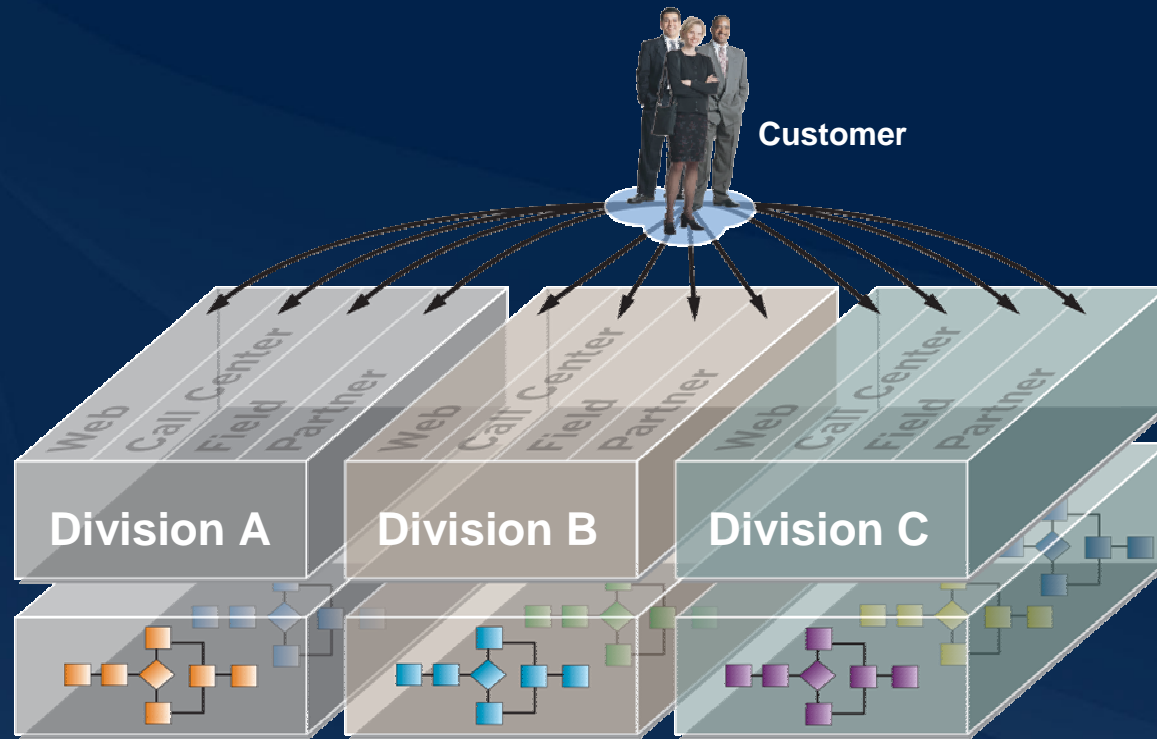 Customer
Web
Call Center
Field
Partner
Web
Call Center
Field
Partner
Web
Call Center
Field
Partner
Division A
Division B
Division C